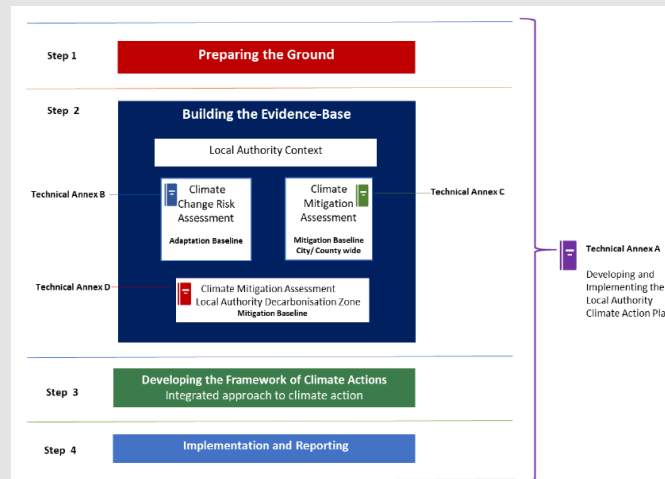 Step 1
Preparing the Ground
Step 2
Building the Evidence-Base
Local Authority Context
Technical Annex B
Climate
Change Risk
Assessment
Adaptation Baseline
Climate
Mitigation
Assessment
Mitigation Baseline
City/ County wide
Technical Annex C
Technical Annex D
Climate Mitigation Assessment
Local Authority Decarbonisation Zone
Mitigation Baseline
Step 3
Developing the Framework of Climate Actions
Integrated approach to climate action
Step 4
Implementation and Reporting
Technical Annex A
Developing and
Implementing the
Local Authority
Climate Action Pla